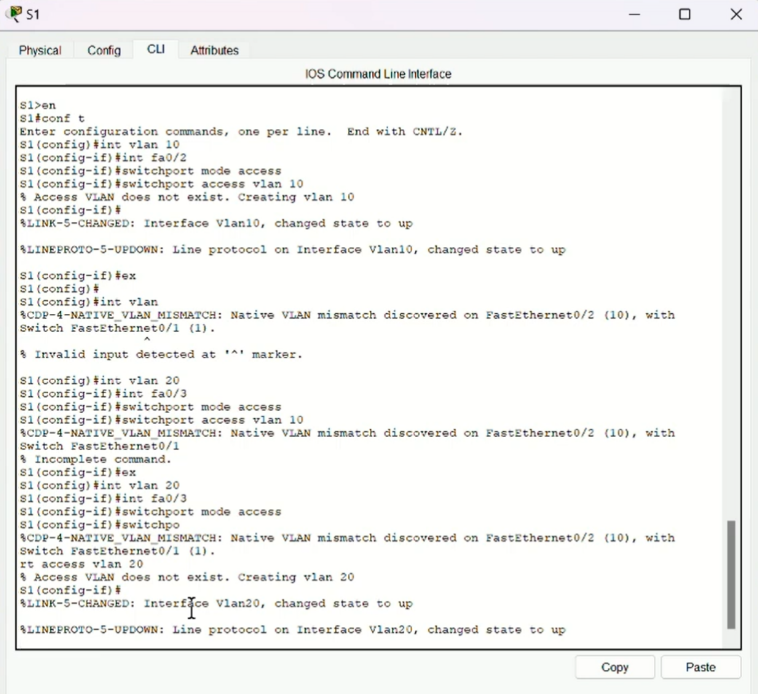 S1
Physical Config CLI Attributes
IOS Command Line Interface
S1>en
S1#conf t
Enter configuration commands, one per line.  End with CNTL/Z.
S1(config)#int vlan 10
S1(config-if)#int fa0/2
S1(config-if)#switchport mode access
S1(config-if)#switchport access vlan 10
% Access VLAN does not exist. Creating vlan 10
S1(config-if)#
%LINK-5-CHANGED: Interface Vlan10, changed state to up
%LINEPROTO-5-UPDOWN: Line protocol on Interface Vlan10, changed state to up
S1(config-if)#ex
S1(config)#
S1(config)#int vlan
%CDP-4-NATIVE_VLAN_MISMATCH: Native VLAN mismatch discovered on FastEthernet0/2 (10), with
Switch FastEthernet0/1 (1).
^
% Invalid input detected at '^' marker.
S1(config)#int vlan 20
S1(config-if)#int fa0/3
S1(config-if)#switchport mode access
S1(config-if)#switchport access vlan 10
%CDP-4-NATIVE_VLAN_MISMATCH: Native VLAN mismatch discovered on FastEthernet0/2 (10), with
Switch FastEthernet0/1
% Incomplete command.
S1(config-if)#ex
S1(config)#int vlan 20
S1(config-if)#int fa0/3
S1(config-if)#switchport mode access
S1(config-if)#switchpo
%CDP-4-NATIVE_VLAN_MISMATCH: Native VLAN mismatch discovered on FastEthernet0/2 (10), with
Switch FastEthernet0/1 (1).
rt access vlan 20
% Access VLAN does not exist. Creating vlan 20
S1(config-if)#
%LINK-5-CHANGED: Interface Vlan20, changed state to up
%LINEPROTO-5-UPDOWN: Line protocol on Interface Vlan20, changed state to up
Copy Paste